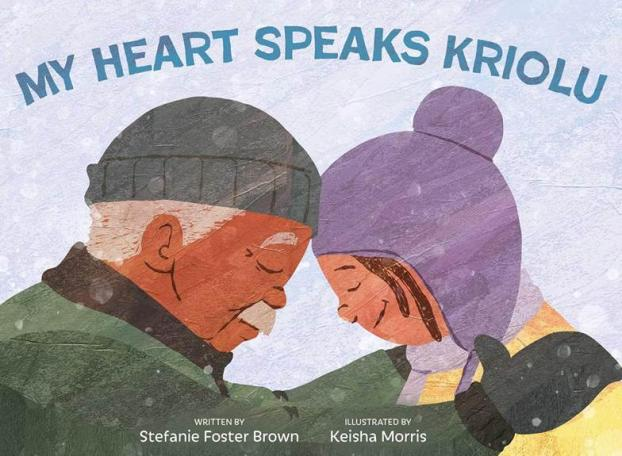 MY HEART SPEAKS KRIOLU
WRITTEN BY
Stefanie Foster Brown
ILLUSTRATED BY
Keisha Morris